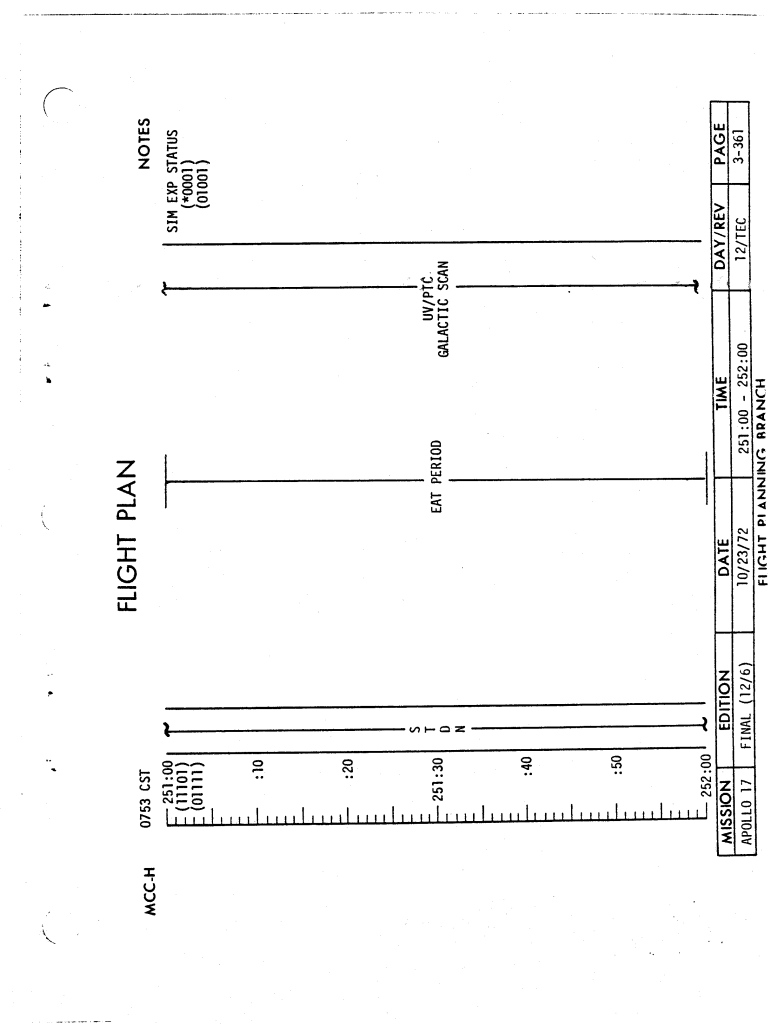 FLIGHT PLAN
MCC-H
0753 CST
NOTES
251:00
(11101)
(01111)
:10
:20
251:30
:40
:50
252:00
S
T
D
N
EAT PERIOD
UV/PTC
GALACTIC SCAN
SIM EXP STATUS
(*0001)
(01001)
MISSION EDITION DATE TIME DAY/REV PAGE
APOLLO 17 FINAL (12/6) 10/23/72 251:00 - 252:00 12/TEC 3-361
FLIGHT PLANNING BRANCH